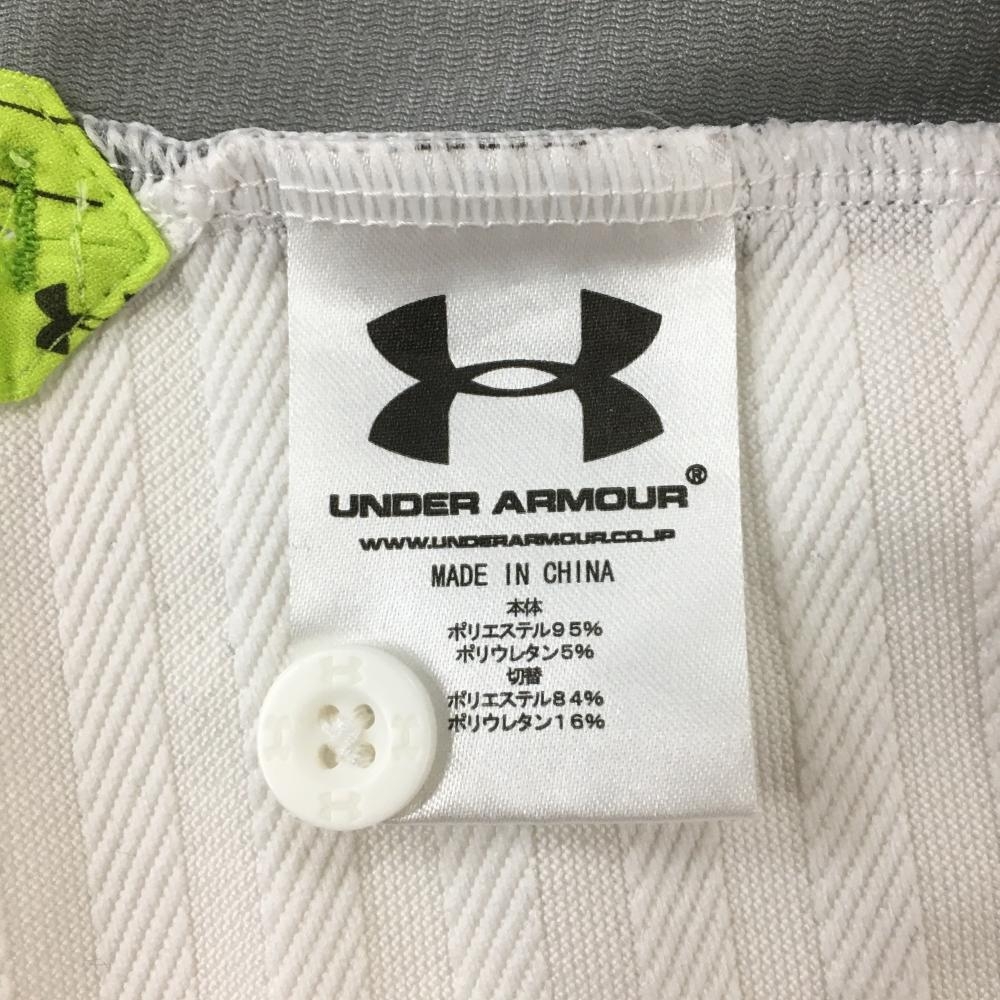 UNDER ARMOUR®
WWW.UNDERARMOUR.CO.JP
MADE IN CHINA
本体
ポリエステル95%
ポリウレタン5%
切替
ポリエステル84%
ポリウレタン16%